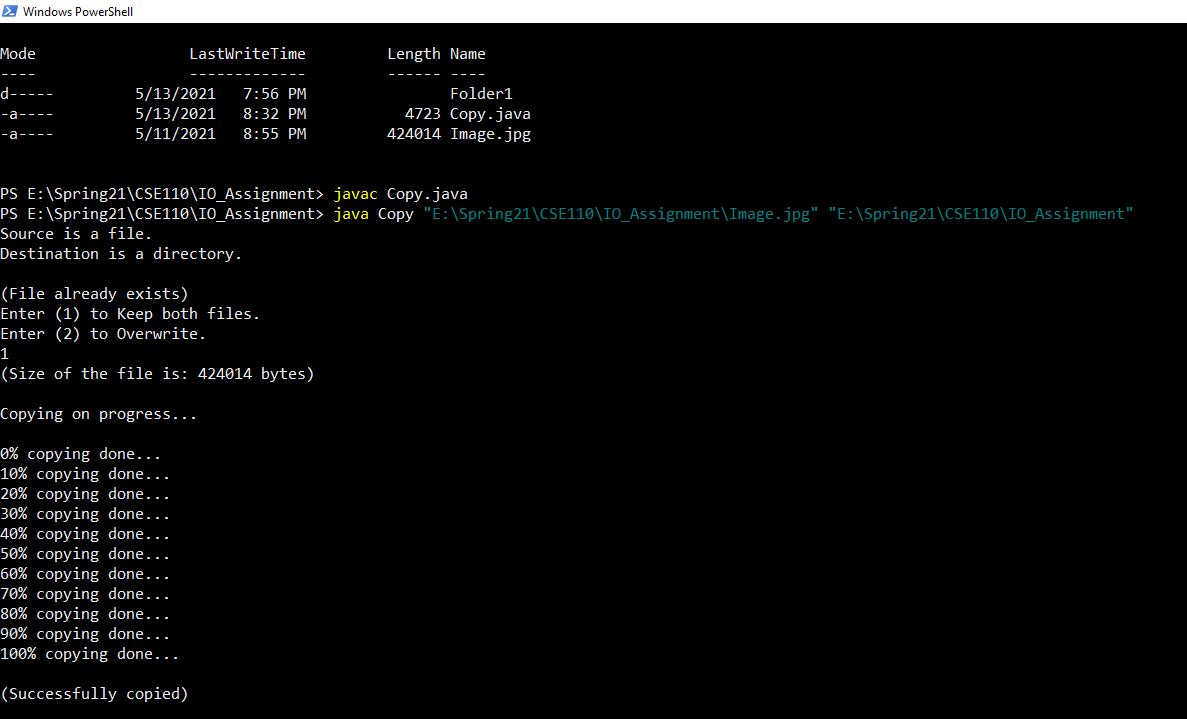 Windows PowerShell
Mode                 LastWriteTime         Length Name
----                 -------------         ------ ----
d-----         5/13/2021   7:56 PM                Folder1
-a----         5/13/2021   8:32 PM           4723 Copy.java
-a----         5/11/2021   8:55 PM         424014 Image.jpg
PS E:\Spring21\CSE110\IO_Assignment> javac Copy.java
PS E:\Spring21\CSE110\IO_Assignment> java Copy "E:\Spring21\CSE110\IO_Assignment\Image.jpg" "E:\Spring21\CSE110\IO_Assignment"
Source is a file.
Destination is a directory.
(File already exists)
Enter (1) to Keep both files.
Enter (2) to Overwrite.
1
(Size of the file is: 424014 bytes)
Copying on progress...
0% copying done...
10% copying done...
20% copying done...
30% copying done...
40% copying done...
50% copying done...
60% copying done...
70% copying done...
80% copying done...
90% copying done...
100% copying done...
(Successfully copied)